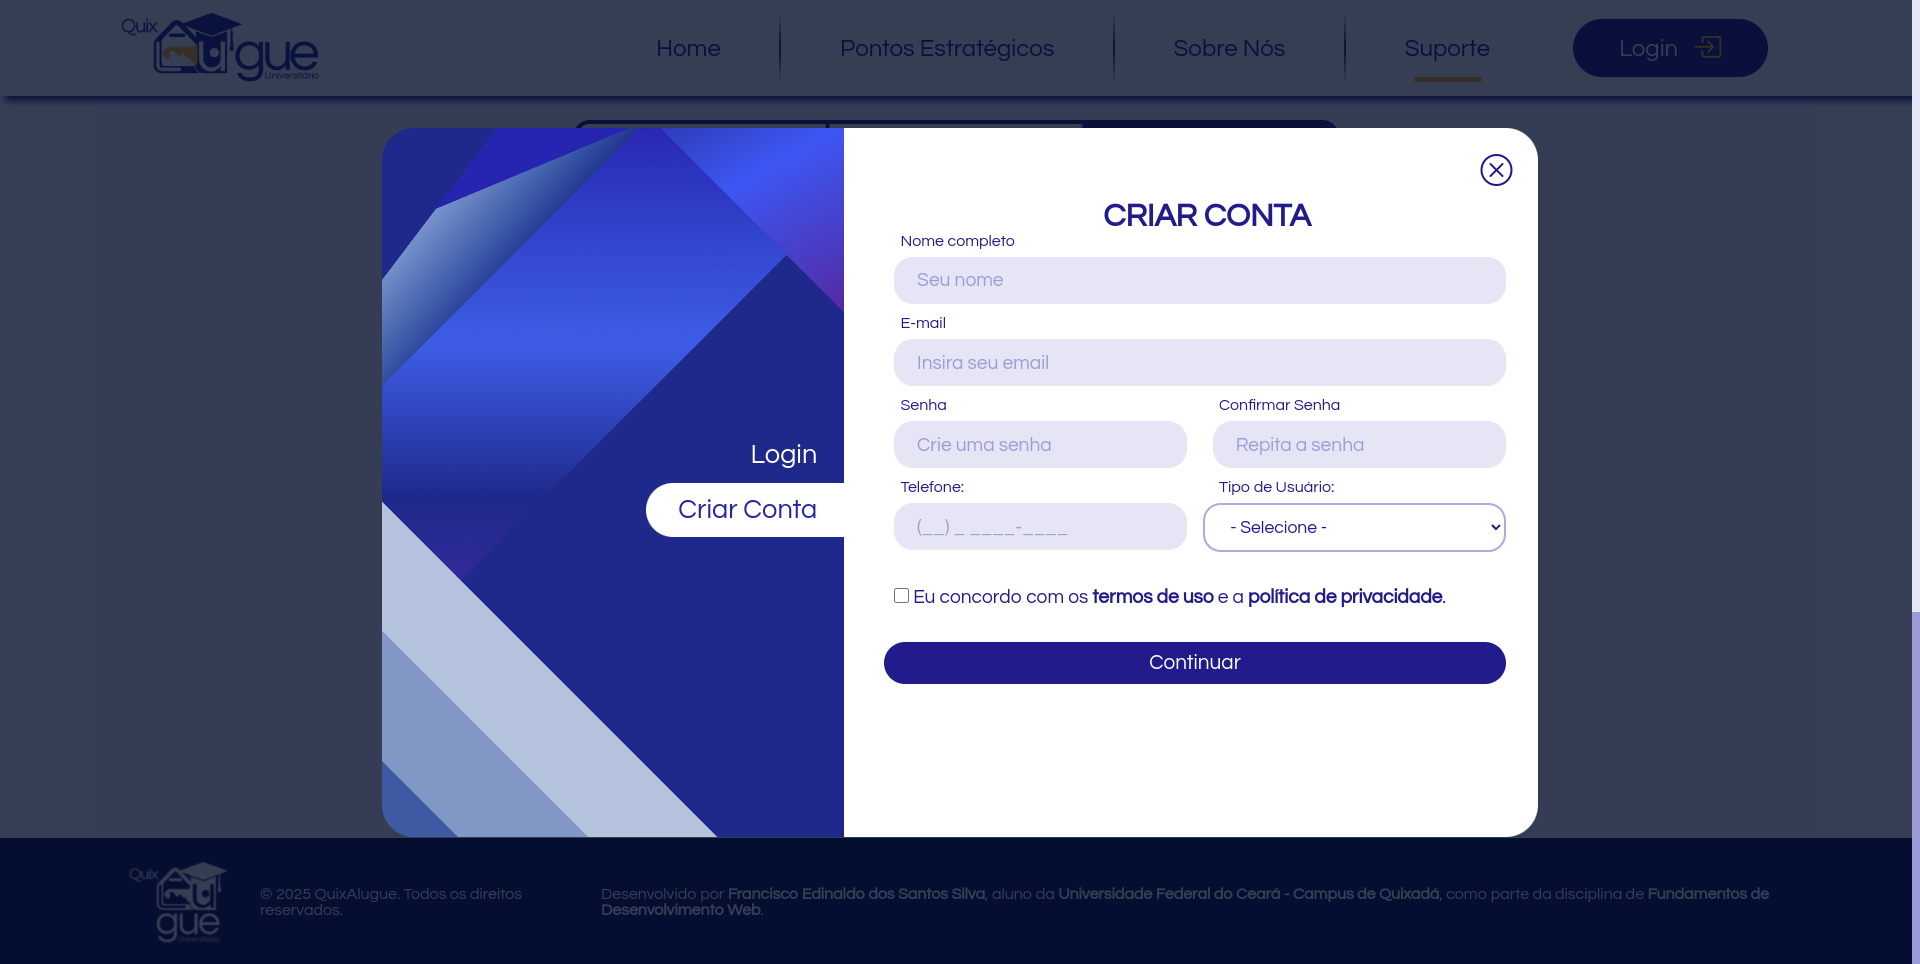 Quix
Alugue
Universitário
Home
Pontos Estratégicos
Sobre Nós
Suporte
Login
CRIAR CONTA
Nome completo
Seu nome
E-mail
Insira seu email
Senha
Confirmar Senha
Crie uma senha
Repita a senha
Telefone:
Tipo de Usuário:
(__) _ ____-____
- Selecione -
Login
Criar Conta
Eu concordo com os termos de uso e a política de privacidade.
Continuar
Quix
Alu
gue
Universitário
© 2025 QuixAlugue. Todos os direitos
reservados.
Desenvolvido por Francisco Edinaldo dos Santos Silva, aluno da Universidade Federal do Ceará - Campus de Quixadá, como parte da disciplina de Fundamentos de
Desenvolvimento Web.